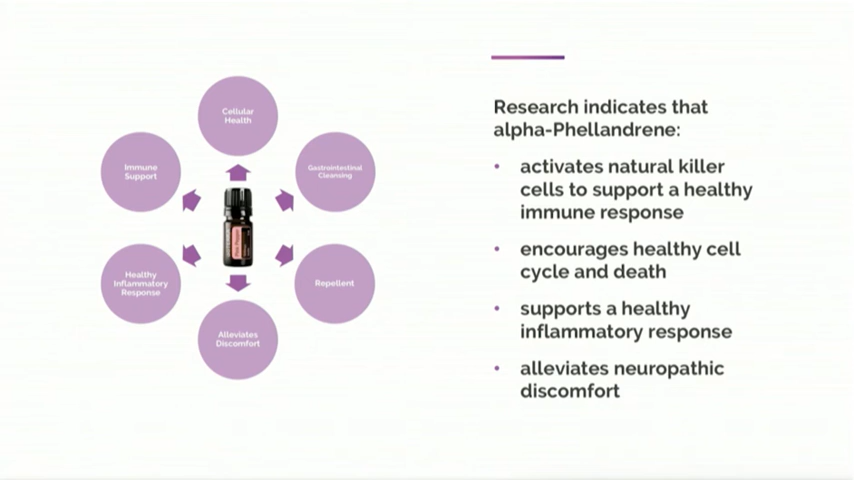 Cellular
Health
Immune
Support
Gastrointestinal
Cleansing
Healthy
Inflammatory
Response
Repellent
Alleviates
Discomfort
Research indicates that
alpha-Phellandrene:
• activates natural killer
cells to support a healthy
immune response
• encourages healthy cell
cycle and death
• supports a healthy
inflammatory response
• alleviates neuropathic
discomfort